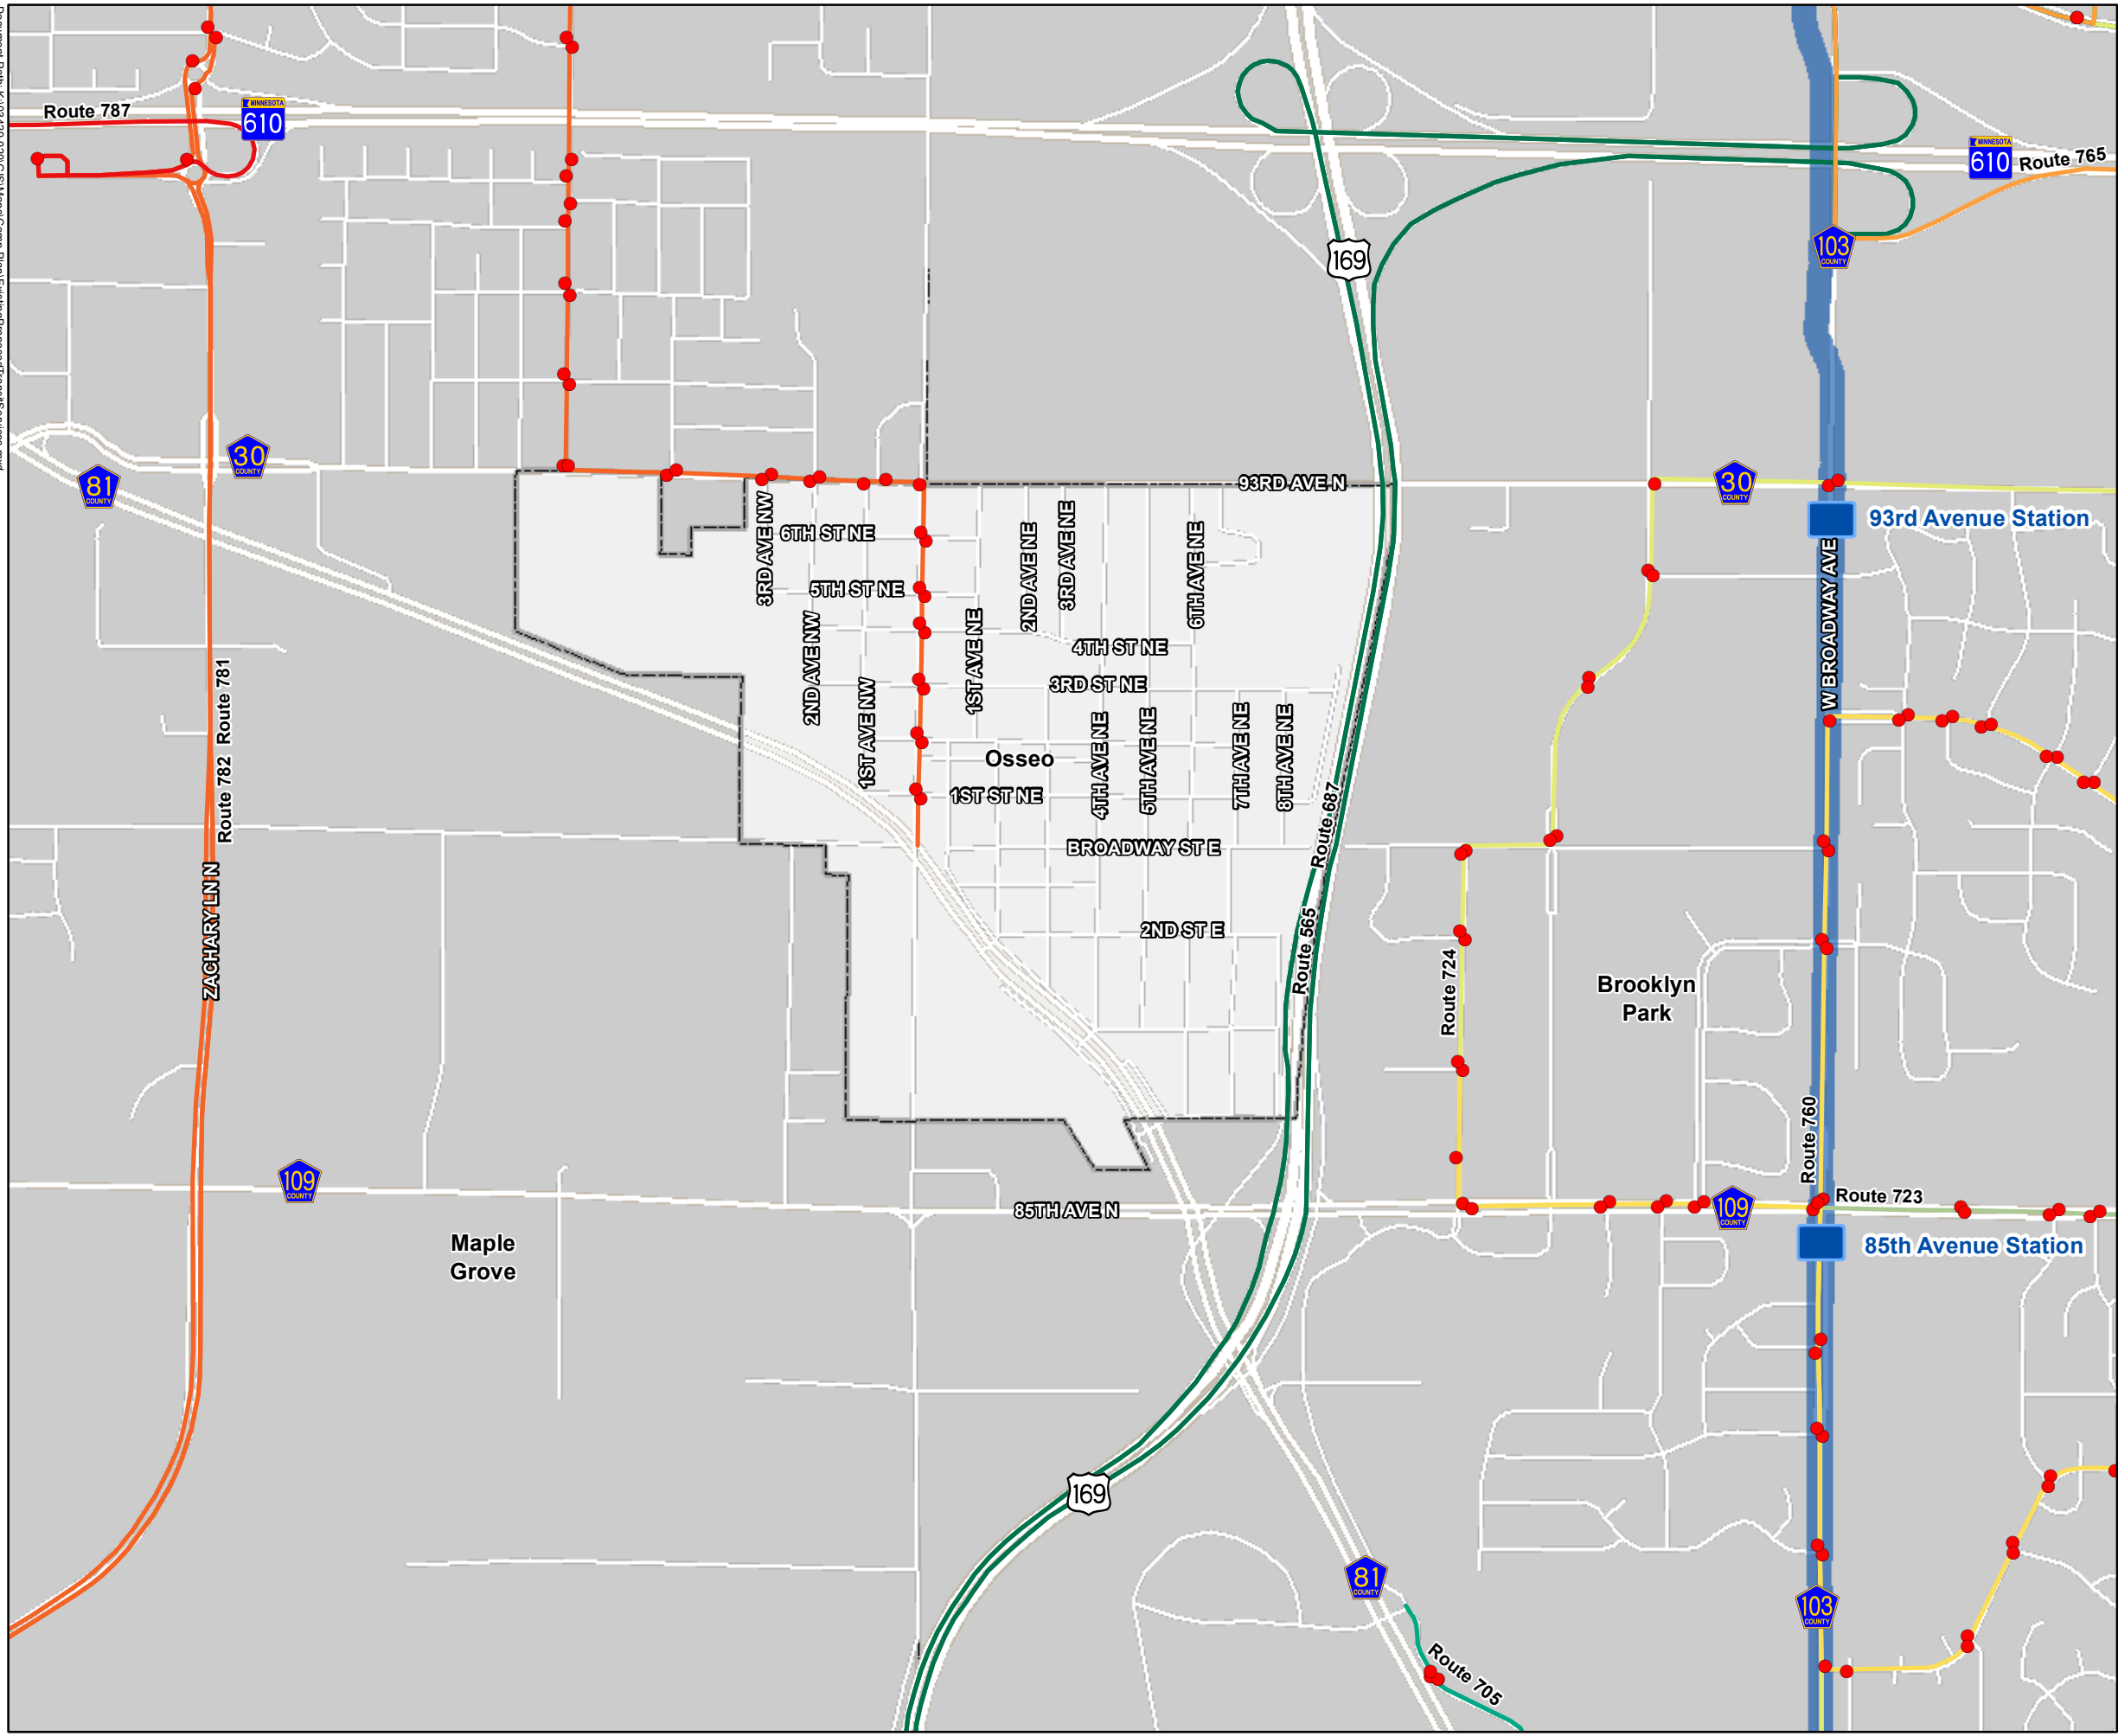 Route 787
MINNESOTA
610
MINNESOTA
610
Route 765
169
103
COUNTY
30
COUNTY
81
COUNTY
93RD AVE N
30
COUNTY
93rd Avenue Station
3RD AVE NW
6TH ST NE
2ND AVE NE
3RD AVE NE
6TH AVE NE
5TH ST NE
W BROADWAY AVE
2ND AVE NW
1ST AVE NE
4TH ST NE
3RD ST NE
Route 782 Route 781
1ST AVE NW
Osseo
4TH AVE NE
5TH AVE NE
7TH AVE NE
8TH AVE NE
1ST ST NE
Route 687
BROADWAY ST E
ZACHARY LN N
2ND ST E
Route 565
Route 724
Brooklyn
Park
Route 760
109
COUNTY
85TH AVE N
109
COUNTY
Route 723
Maple
Grove
85th Avenue Station
169
81
COUNTY
103
COUNTY
Route 705